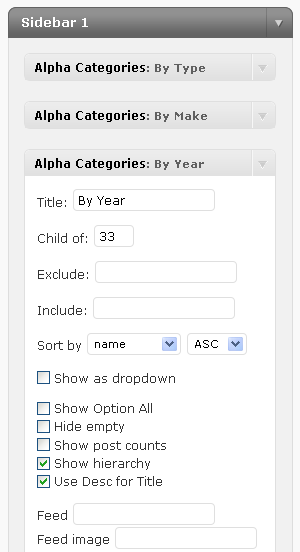 Sidebar 1
Alpha Categories: By Type
Alpha Categories: By Make
Alpha Categories: By Year
Title: By Year
Child of: 33
Exclude:
Include:
Sort by name ASC
Show as dropdown
Show Option All
Hide empty
Show post counts
Show hierarchy
Use Desc for Title
Feed
Feed image